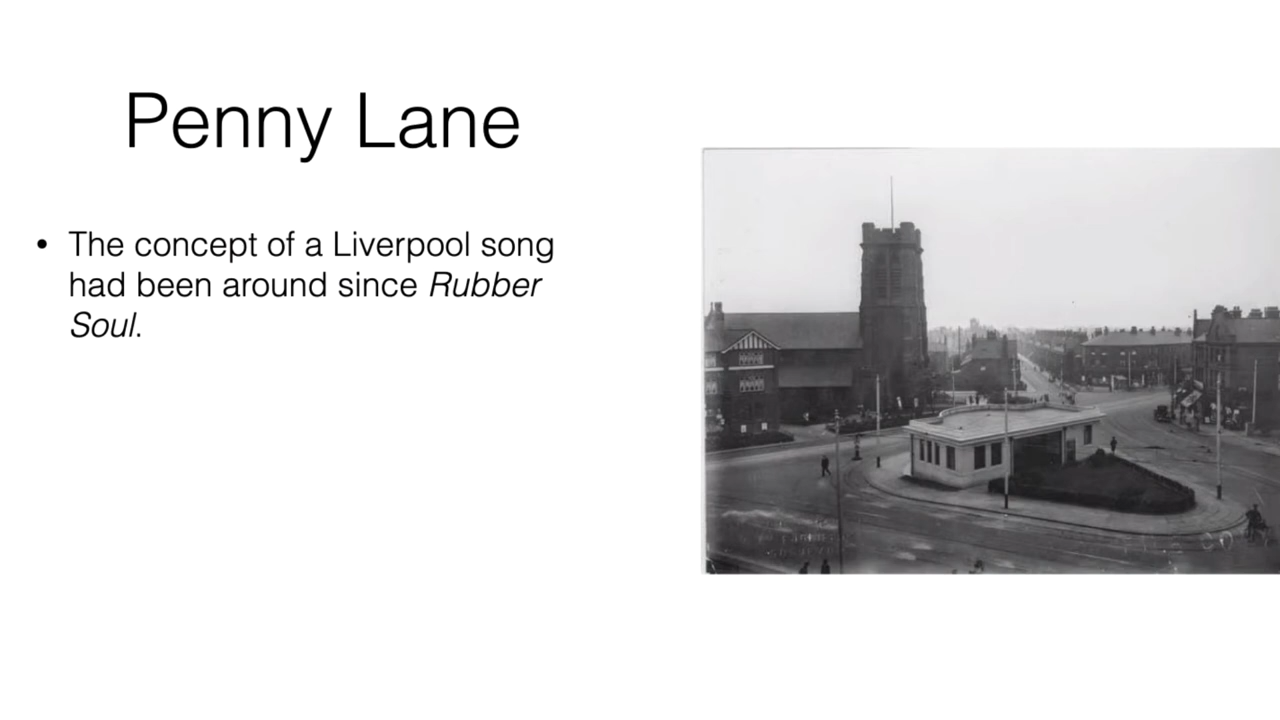 Penny Lane
• The concept of a Liverpool song
had been around since Rubber
Soul.